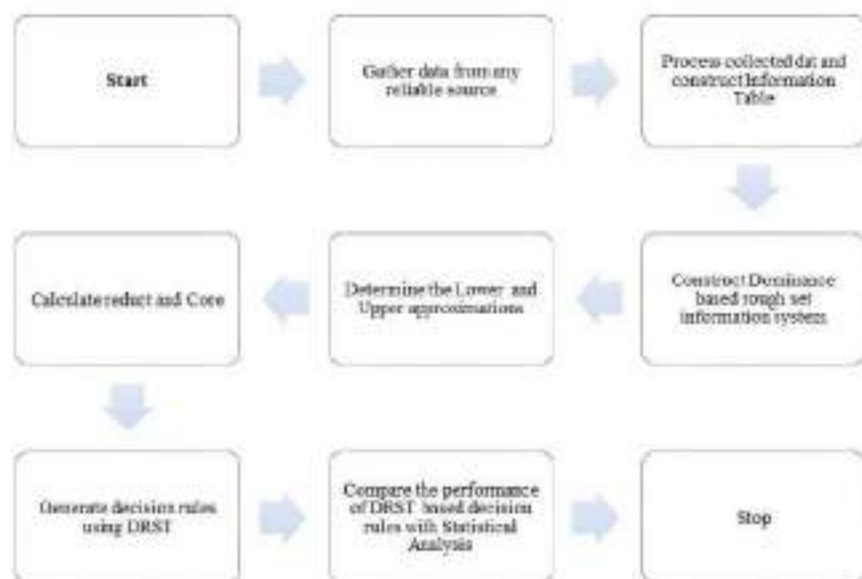 Start
Gather data from any
reliable source
Process collected dat and
construct Information
Table
Construct Dominance
based rough set
information system
Determine the Lower and
Upper approximations
Calculate reduct and Core
Generate decision rules
using DRST
Compare the performance
of DRST based decision
rules with Statistical
Analysis
Stop